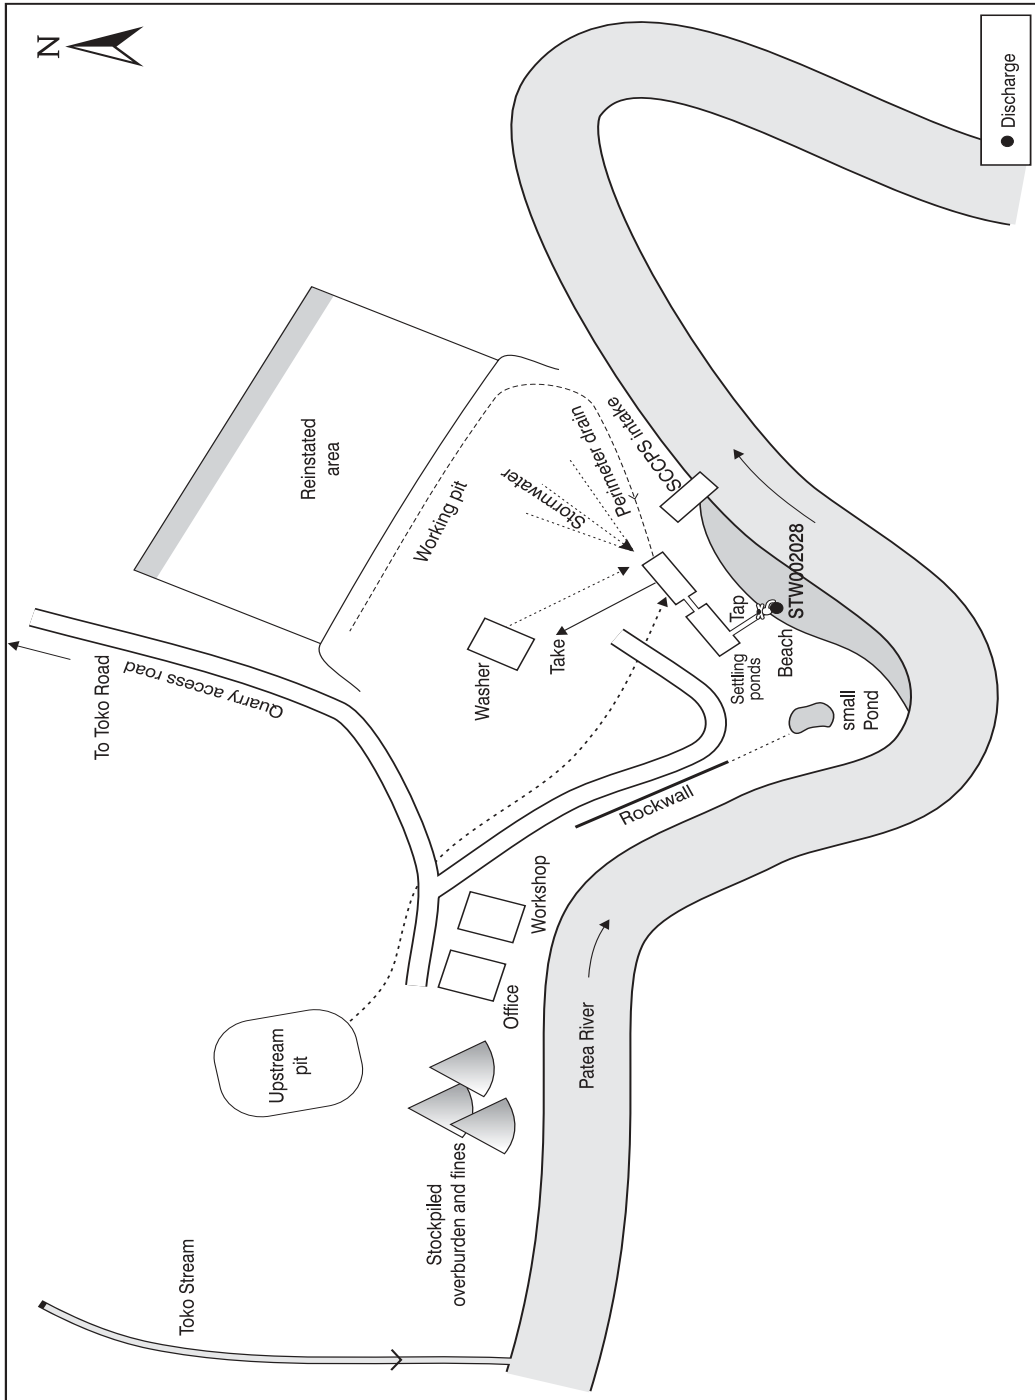 N
To Toko Road
Quarry access road
Reinstated
area
Working pit
Stormwater
Perimeter drain
SCCPS intake
Washer
Take
Tap
Settling
ponds
Beach
STW002028
small
Pond
Rockwall
Workshop
Office
Upstream
pit
Patea River
Stockpiled
overburden and fines
Toko Stream
Discharge